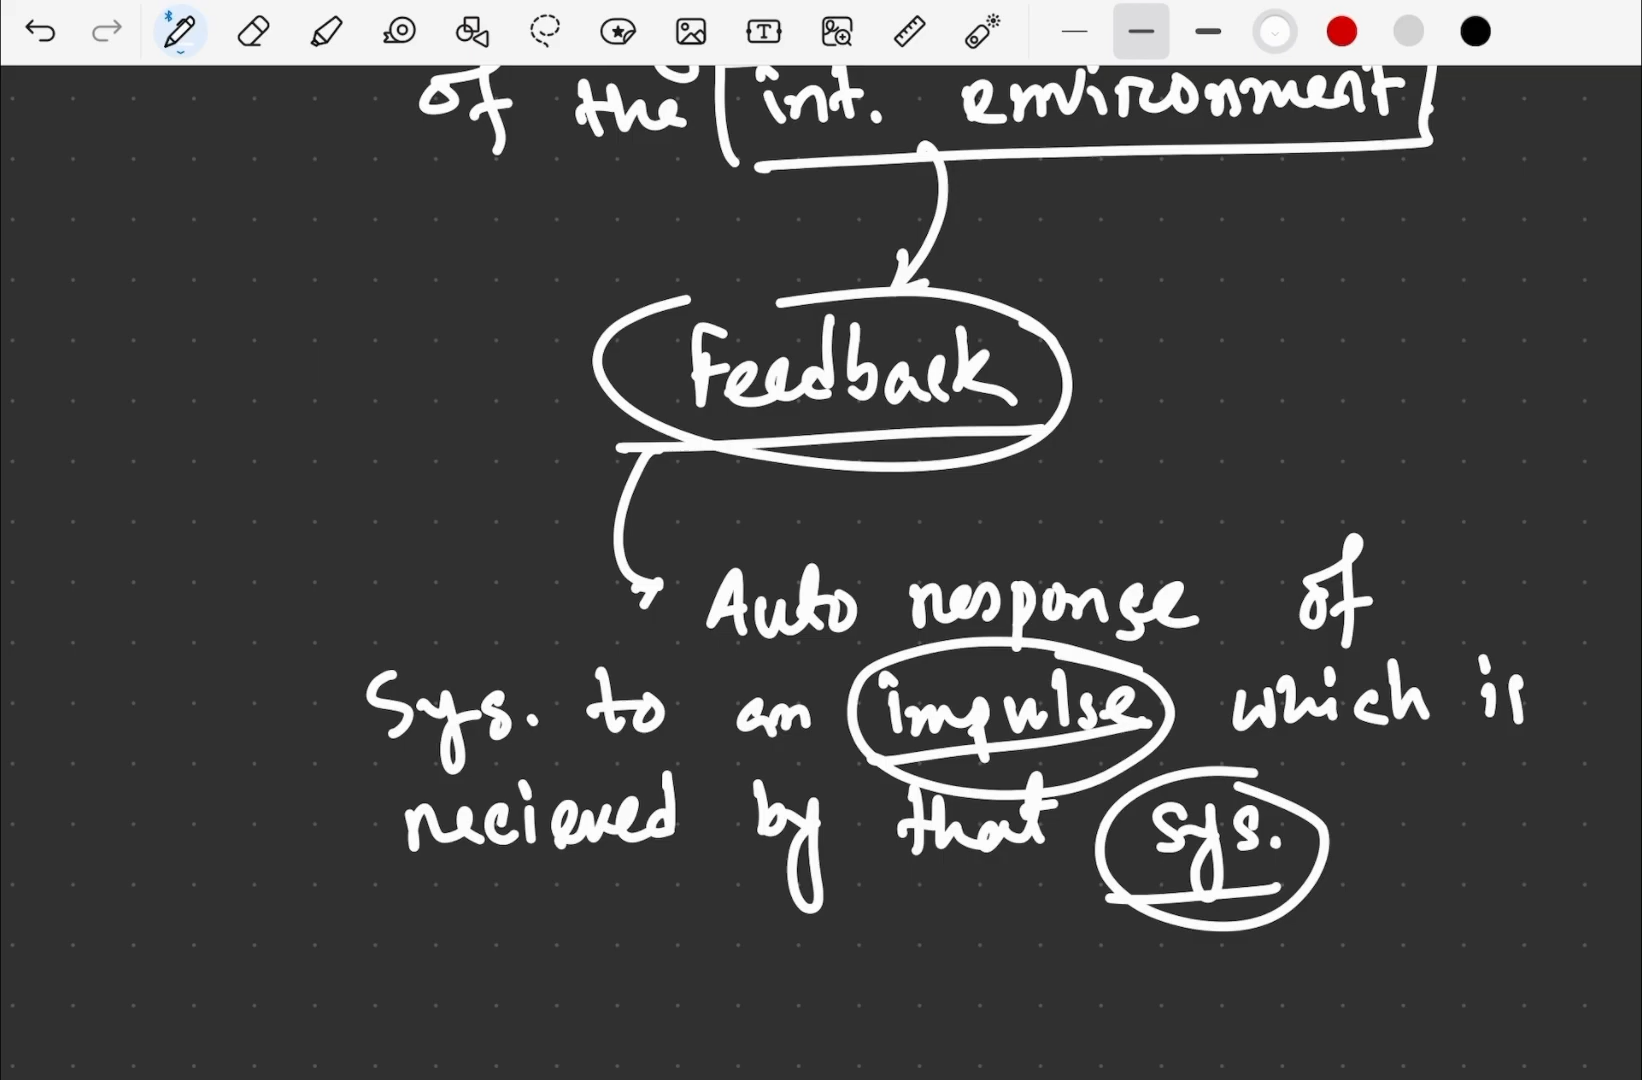 of the int. environment
Feedback
Auto response of
Sys. to an impulse which is
recieved by that sys.